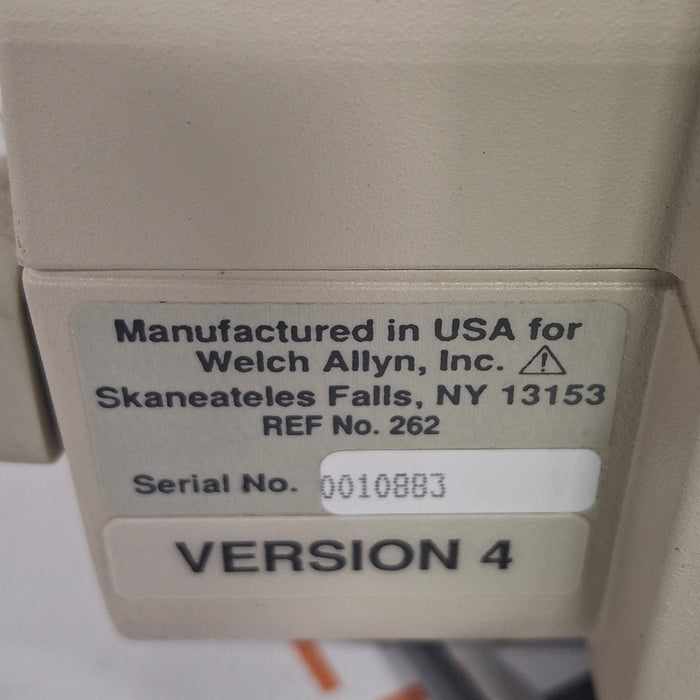 Manufactured in USA for
Welch Allyn, Inc. ⚠
Skaneateles Falls, NY 13153
REF No. 262
Serial No. 0010883
VERSION 4